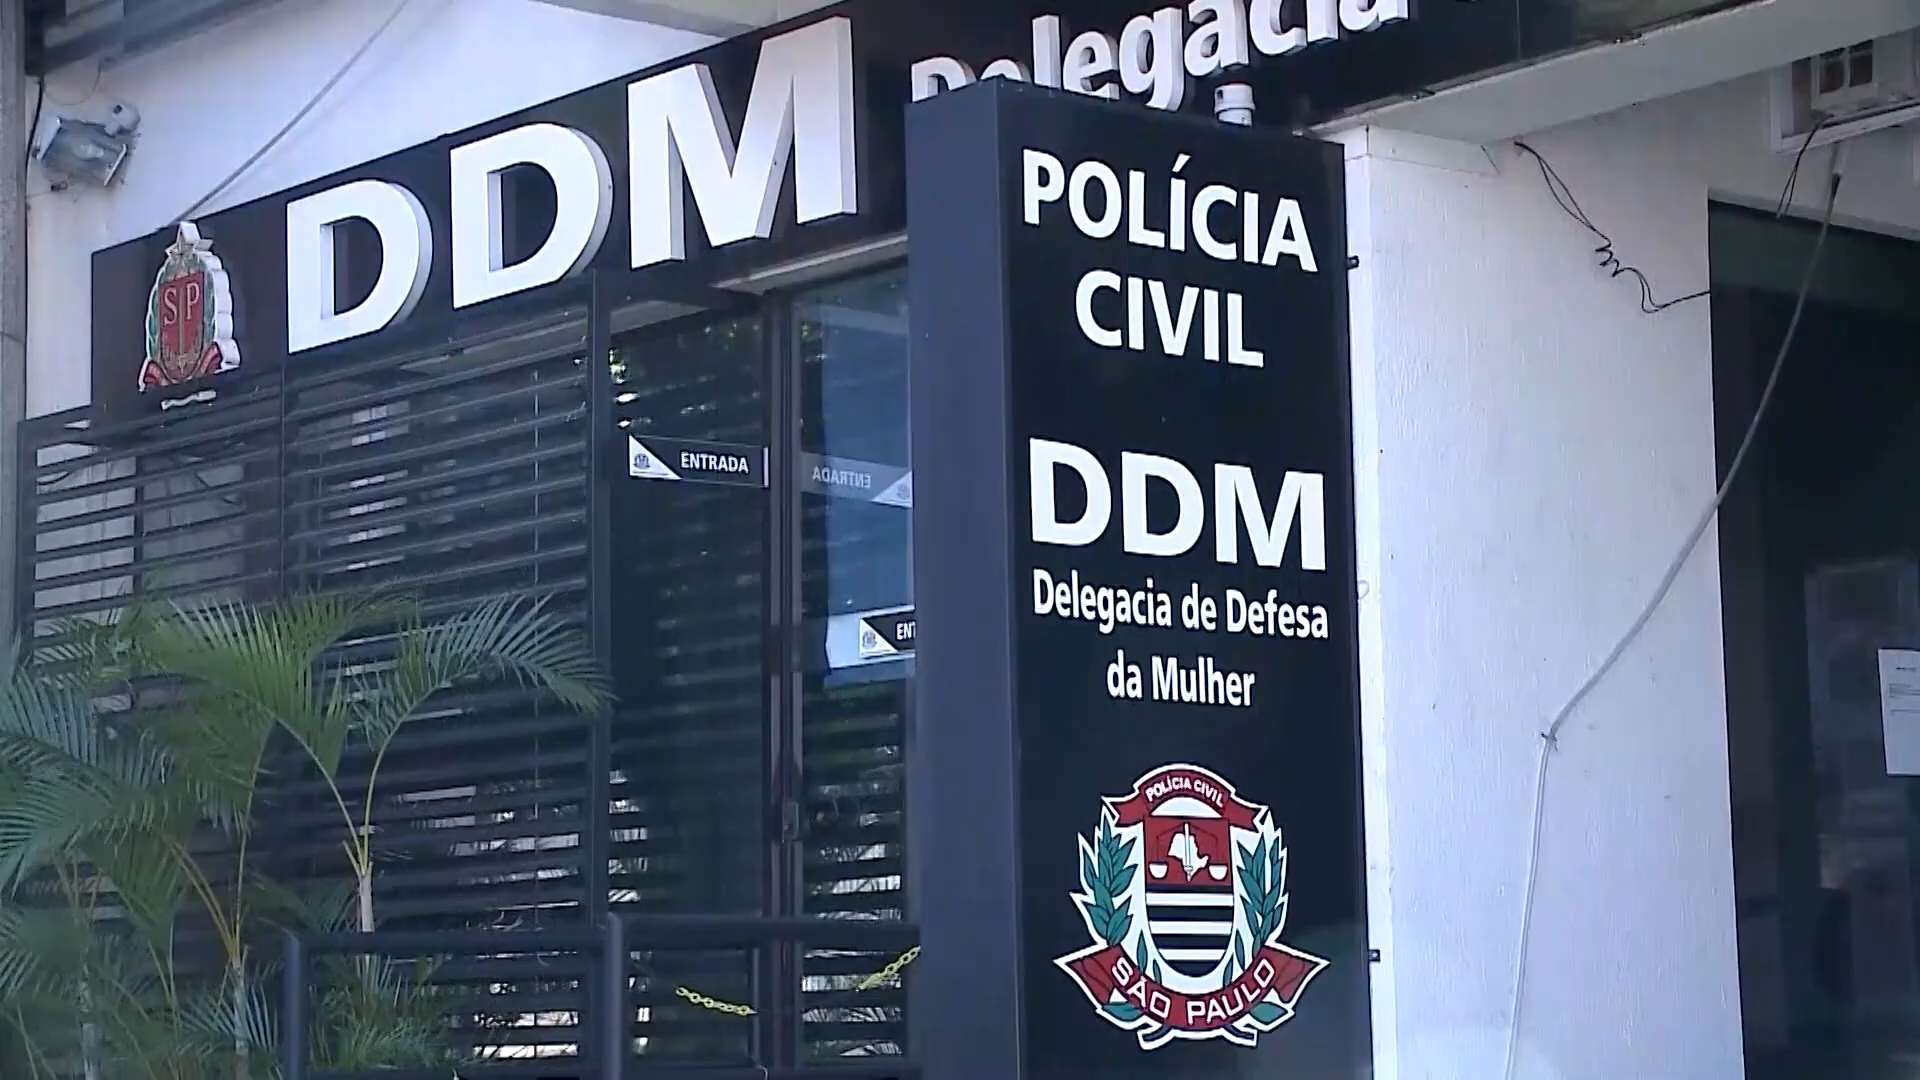 DDM
Delegacia
SP
POLÍCIA
CIVIL
ENTRADA
ENTRADA
DDM
Delegacia de Defesa
da Mulher
POLÍCIA CIVIL
SÃO PAULO